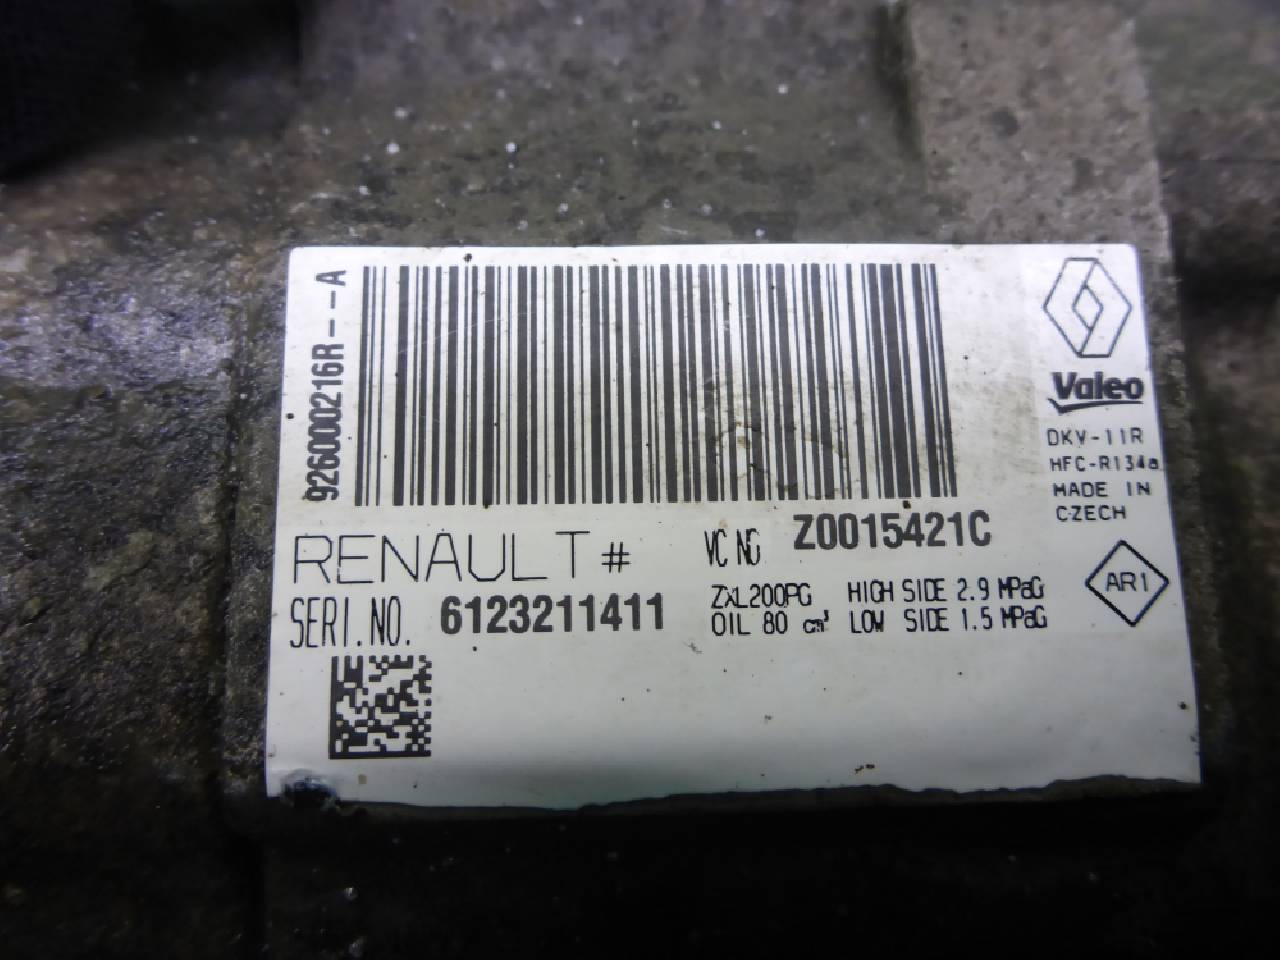 926000216R--A
Valeo
DKV-11R
HFC-R134a
MADE IN
CZECH
RENAULT # VC NO Z0015421C
SERI.NO. 6123211411
ZXL200PG HIGH SIDE 2.9 MPaG
OIL 80 cm³ LOW SIDE 1.5 MPaG
AR1